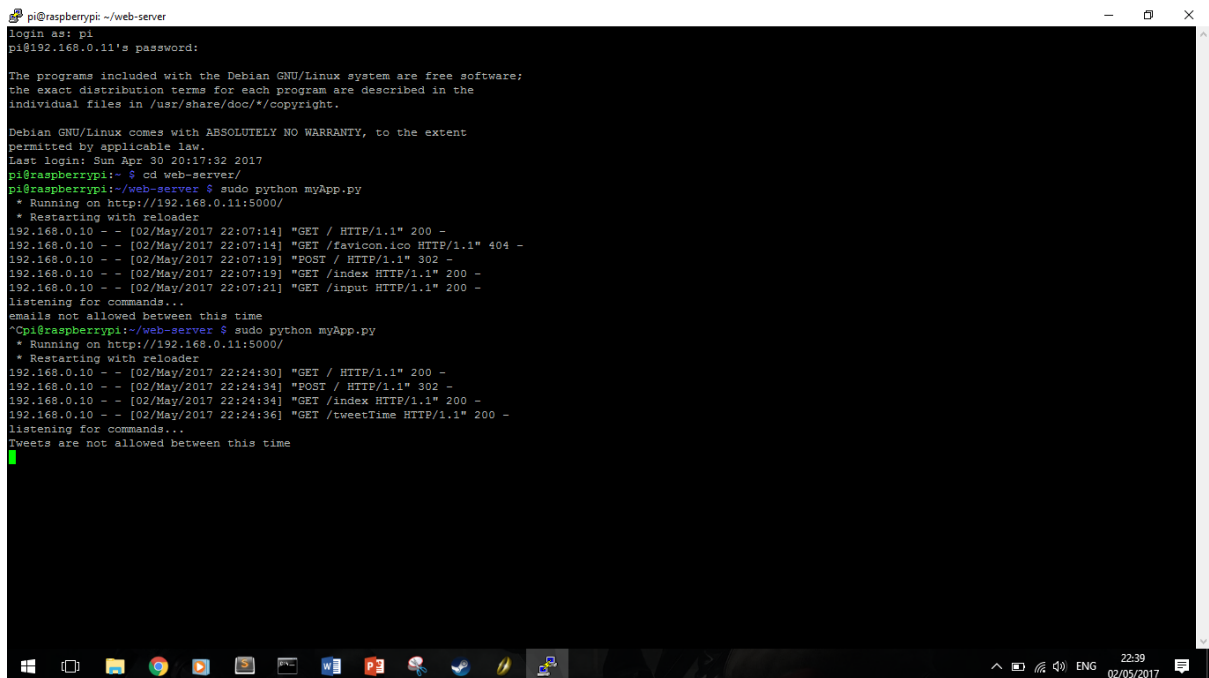 pi@raspberrypi: ~/web-server
login as: pi
pi@192.168.0.11's password:
The programs included with the Debian GNU/Linux system are free software;
the exact distribution terms for each program are described in the
individual files in /usr/share/doc/*/copyright.
Debian GNU/Linux comes with ABSOLUTELY NO WARRANTY, to the extent
permitted by applicable law.
Last login: Sun Apr 30 20:17:32 2017
pi@raspberrypi:~ $ cd web-server/
pi@raspberrypi:~/web-server $ sudo python myApp.py
 * Running on http://192.168.0.11:5000/
 * Restarting with reloader
192.168.0.10 - - [02/May/2017 22:07:14] "GET / HTTP/1.1" 200 -
192.168.0.10 - - [02/May/2017 22:07:14] "GET /favicon.ico HTTP/1.1" 404 -
192.168.0.10 - - [02/May/2017 22:07:19] "POST / HTTP/1.1" 302 -
192.168.0.10 - - [02/May/2017 22:07:19] "GET /index HTTP/1.1" 200 -
192.168.0.10 - - [02/May/2017 22:07:21] "GET /input HTTP/1.1" 200 -
listening for commands...
emails not allowed between this time
^Cpi@raspberrypi:~/web-server $ sudo python myApp.py
 * Running on http://192.168.0.11:5000/
 * Restarting with reloader
192.168.0.10 - - [02/May/2017 22:24:30] "GET / HTTP/1.1" 200 -
192.168.0.10 - - [02/May/2017 22:24:34] "POST / HTTP/1.1" 302 -
192.168.0.10 - - [02/May/2017 22:24:34] "GET /index HTTP/1.1" 200 -
192.168.0.10 - - [02/May/2017 22:24:36] "GET /tweetTime HTTP/1.1" 200 -
listening for commands...
Tweets are not allowed between this time
ENG
22:39
02/05/2017